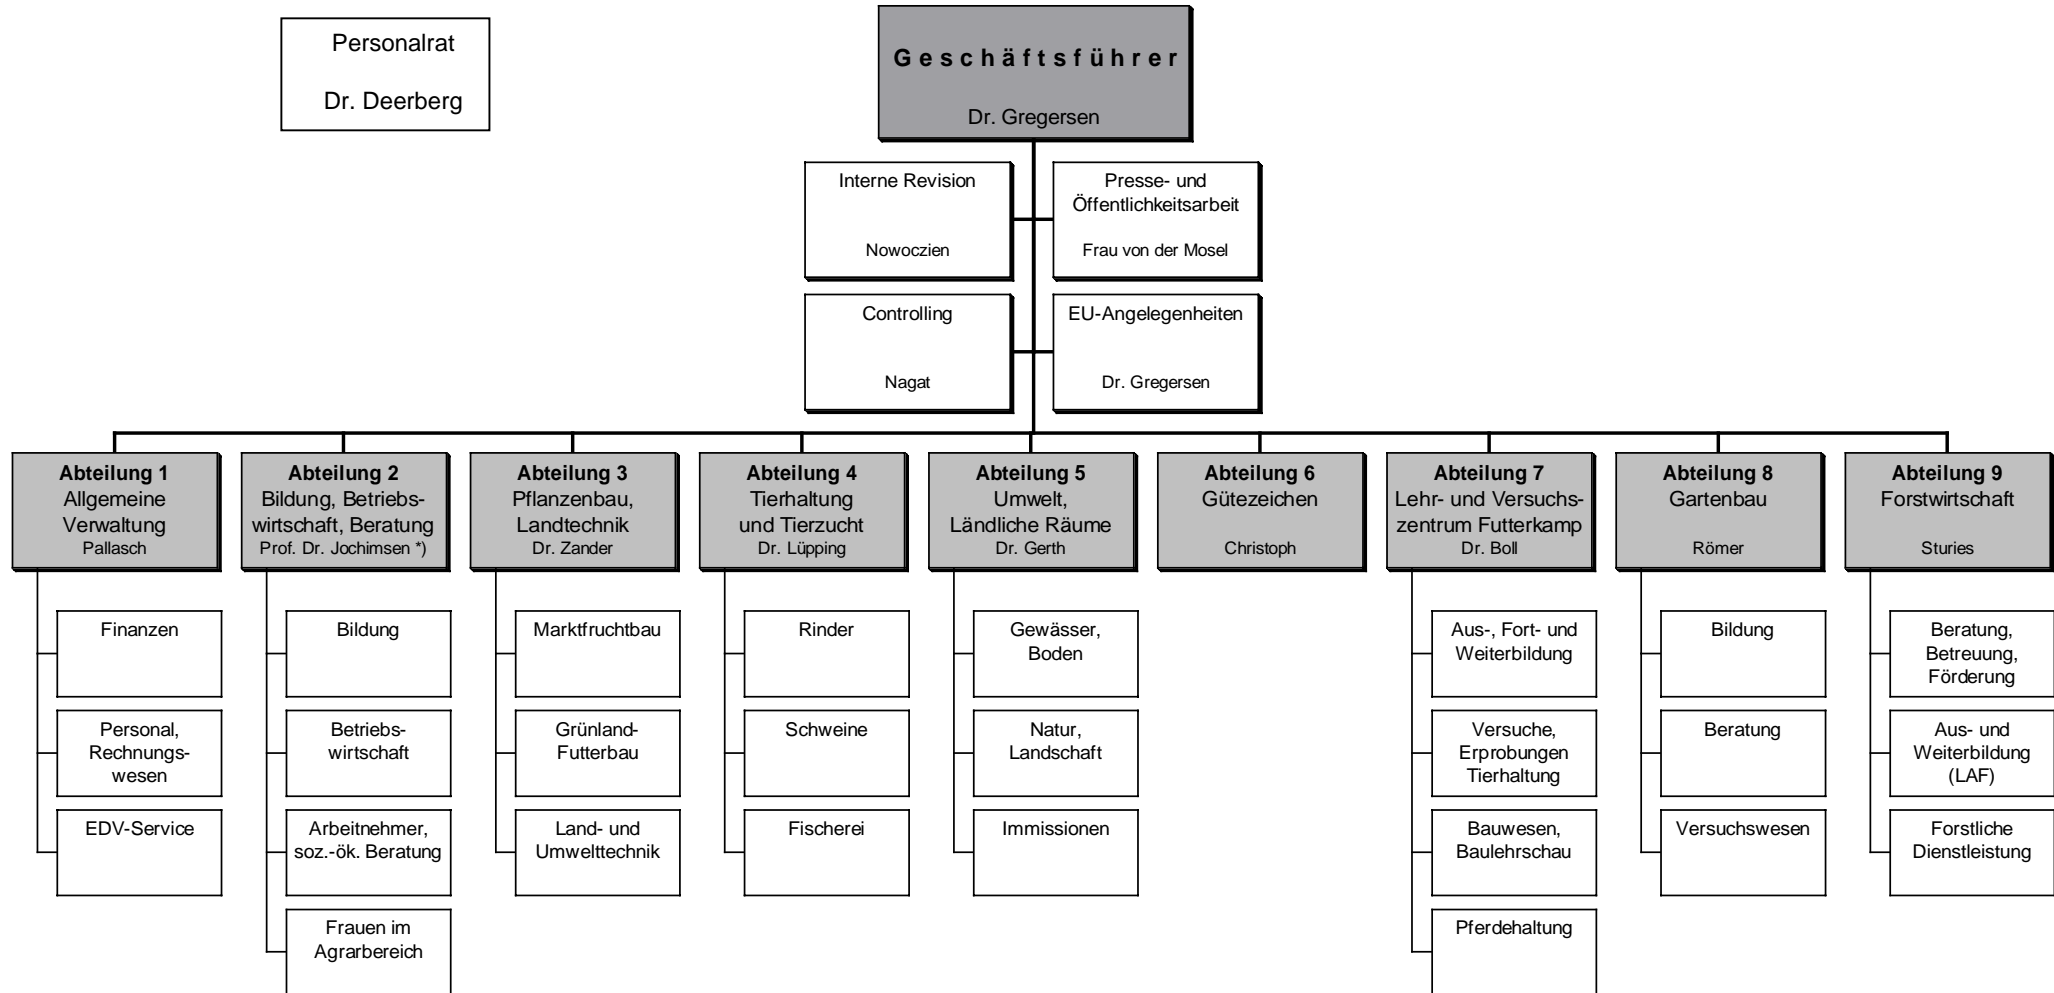 Personalrat
Dr. Deerberg
Geschäftsführer
Dr. Gregersen
Interne Revision
Nowoczien
Presse- und
Öffentlichkeitsarbeit
Frau von der Mosel
Controlling
Nagat
EU-Angelegenheiten
Dr. Gregersen
Abteilung 1
Allgemeine
Verwaltung
Pallasch
Finanzen
Personal,
Rechnungs-
wesen
EDV-Service
Abteilung 2
Bildung, Betriebs-
wirtschaft, Beratung
Prof. Dr. Jochimsen *)
Bildung
Betriebs-
wirtschaft
Arbeitnehmer,
soz.-ök. Beratung
Frauen im
Agrarbereich
Abteilung 3
Pflanzenbau,
Landtechnik
Dr. Zander
Marktfruchtbau
Grünland-
Futterbau
Land- und
Umwelttechnik
Abteilung 4
Tierhaltung
und Tierzucht
Dr. Lüpping
Rinder
Schweine
Fischerei
Abteilung 5
Umwelt,
Ländliche Räume
Dr. Gerth
Gewässer,
Boden
Natur,
Landschaft
Immissionen
Abteilung 6
Gütezeichen
Christoph
Abteilung 7
Lehr- und Versuchs-
zentrum Futterkamp
Dr. Boll
Aus-, Fort- und
Weiterbildung
Versuche,
Erprobungen
Tierhaltung
Bauwesen,
Baulehrschau
Pferdehaltung
Abteilung 8
Gartenbau
Römer
Bildung
Beratung
Versuchswesen
Abteilung 9
Forstwirtschaft
Sturies
Beratung,
Betreuung,
Förderung
Aus- und
Weiterbildung
(LAF)
Forstliche
Dienstleistung